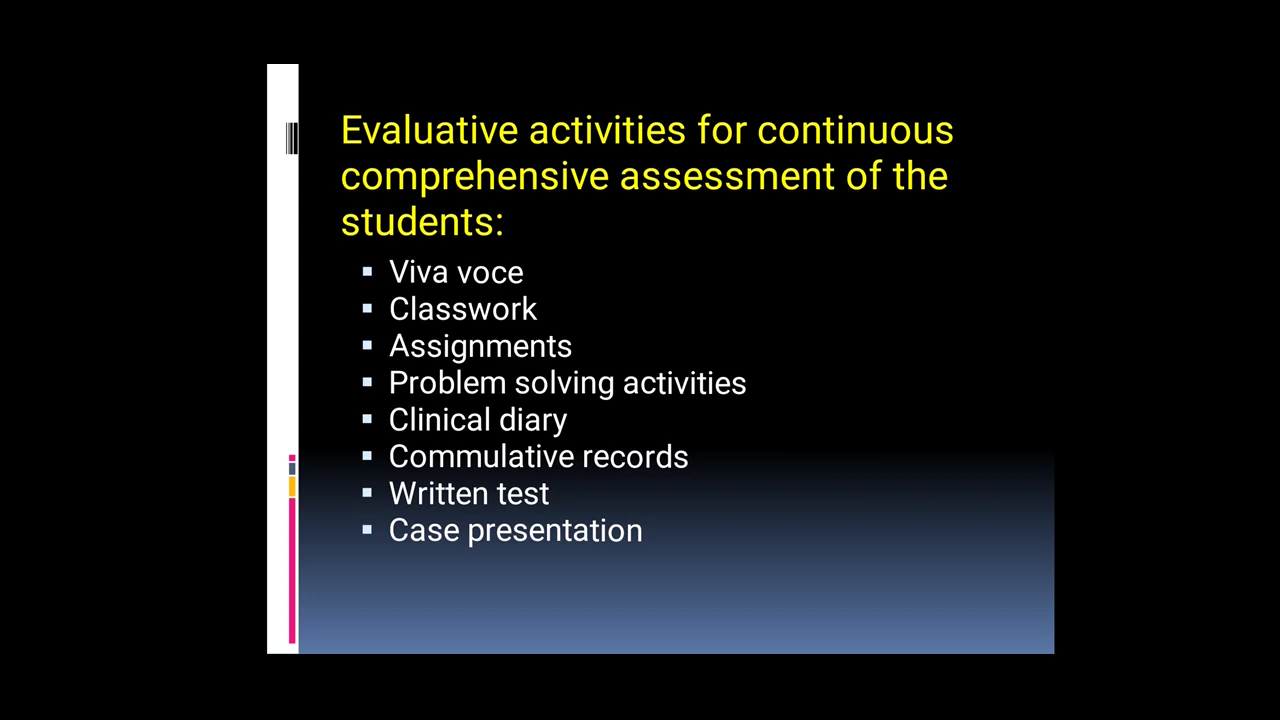 Evaluative activities for continuous
comprehensive assessment of the
students:
▪ Viva voce
▪ Classwork
▪ Assignments
▪ Problem solving activities
▪ Clinical diary
▪ Commulative records
▪ Written test
▪ Case presentation